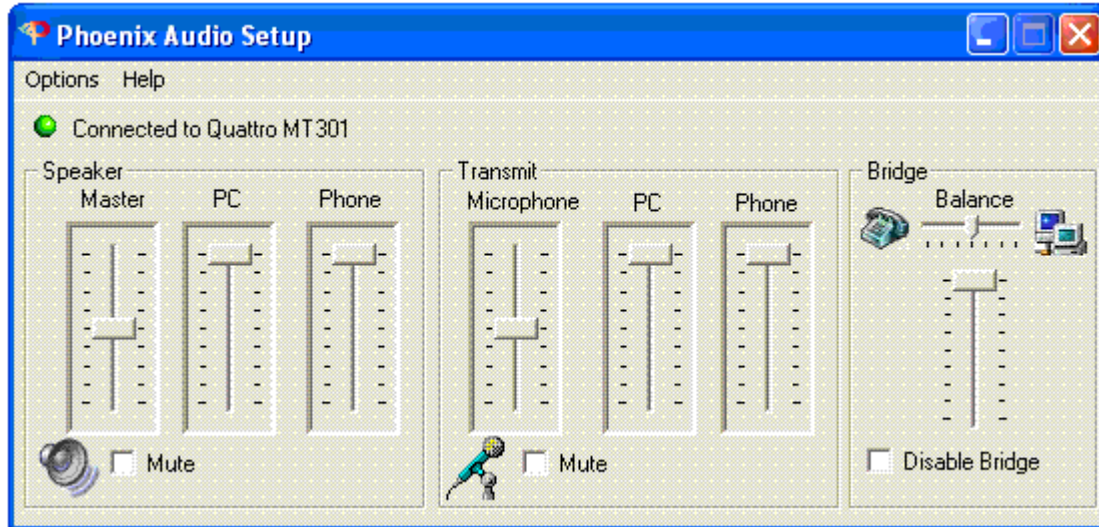 Phoenix Audio Setup
Options Help
Connected to Quattro MT301
Speaker
Master PC Phone
Mute
Transmit
Microphone PC Phone
Mute
Bridge
Balance
Disable Bridge